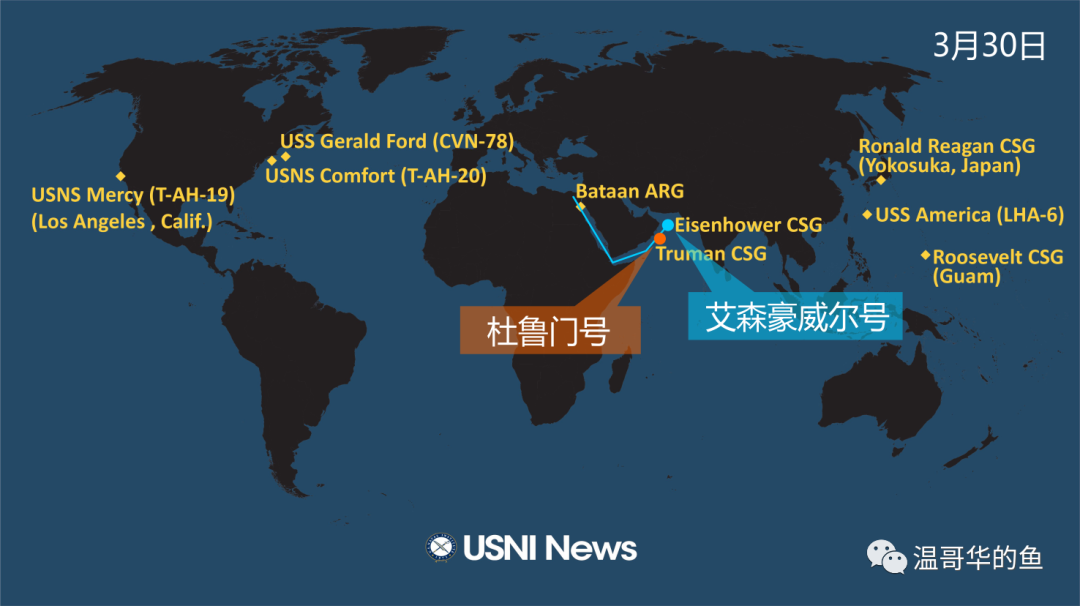 3月30日
USS Gerald Ford (CVN-78)
USNS Comfort (T-AH-20)
USNS Mercy (T-AH-19)
(Los Angeles , Calif.)
Ronald Reagan CSG
(Yokosuka, Japan)
Bataan ARG
USS America (LHA-6)
Eisenhower CSG
Truman CSG
Roosevelt CSG
(Guam)
杜鲁门号
艾森豪威尔号
USNI News
温哥华的鱼